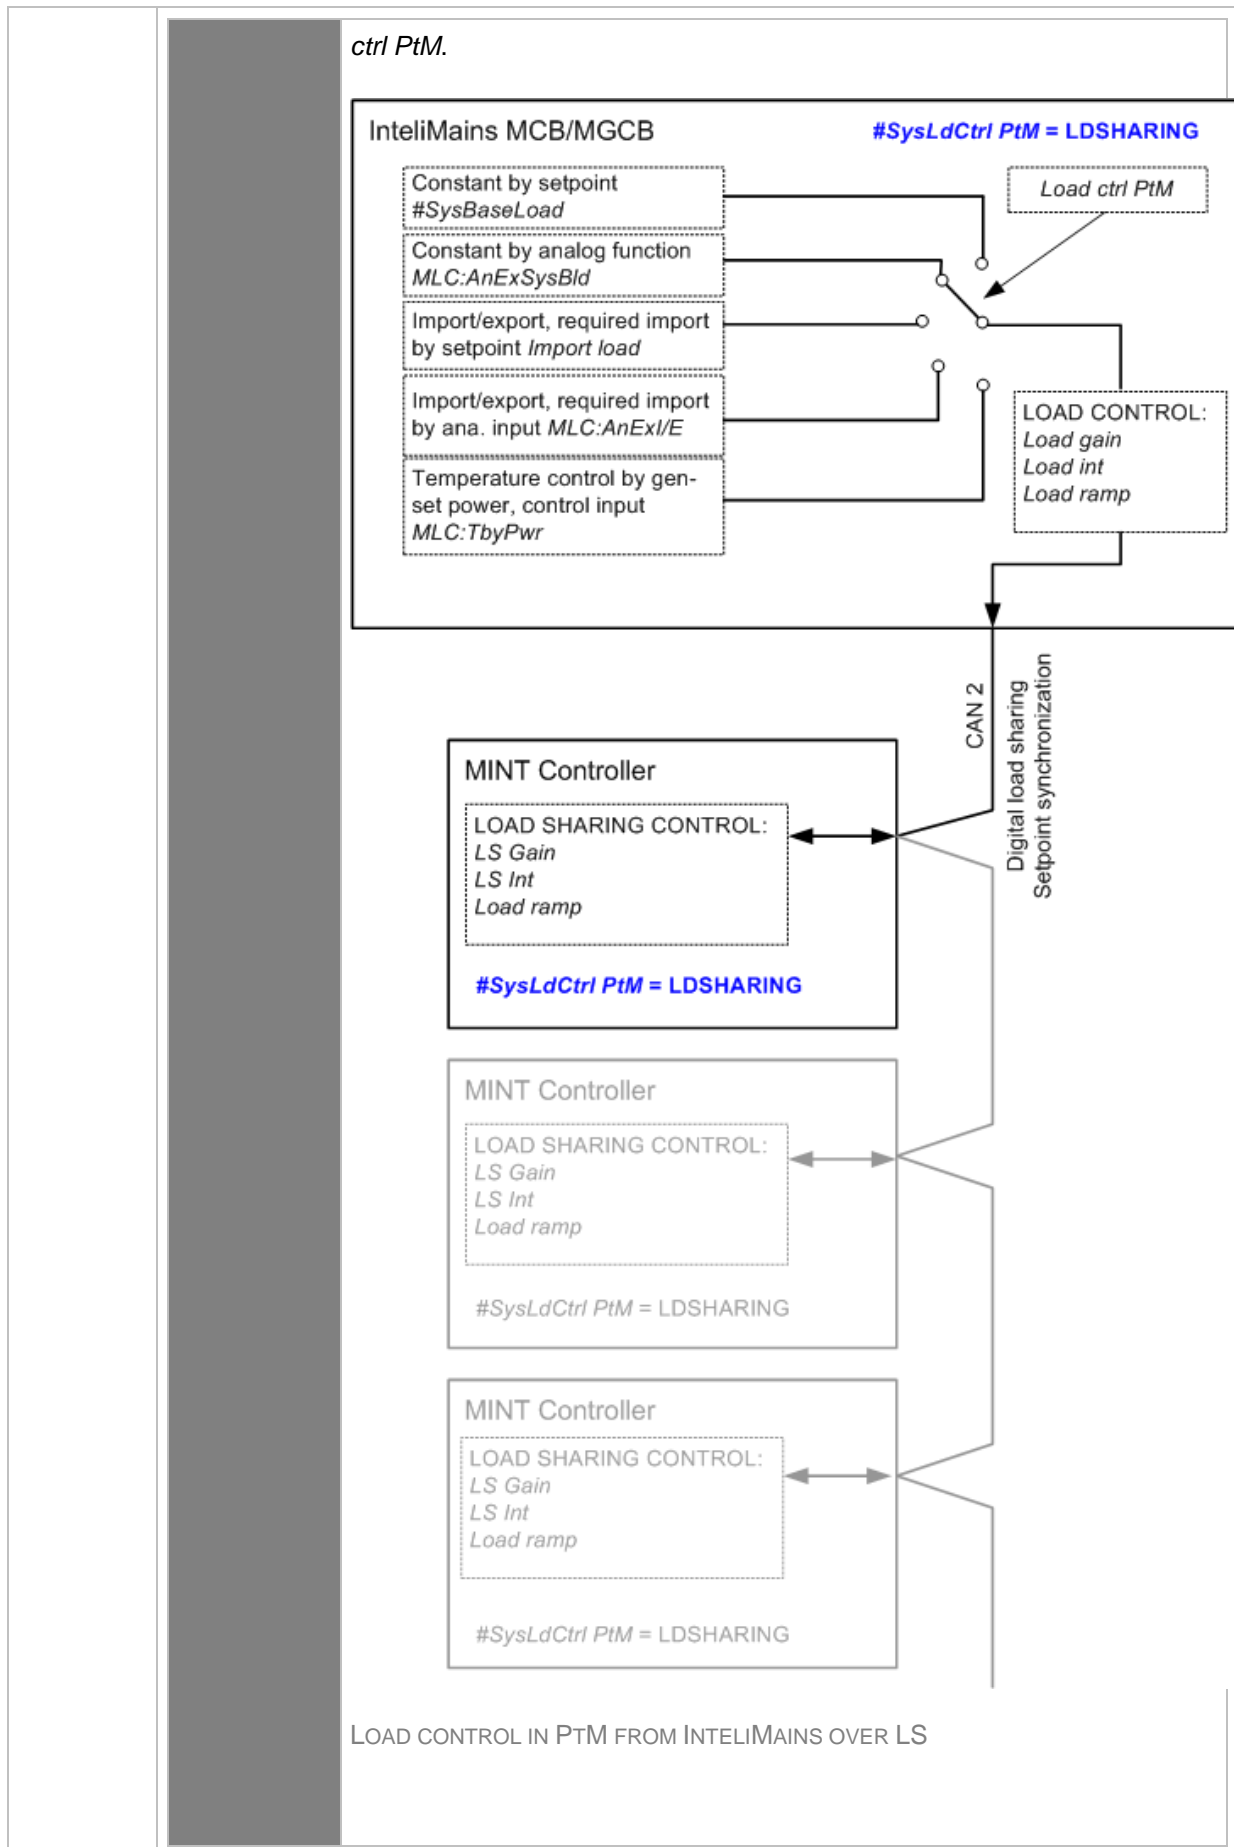 ctrl PtM.
InteliMains MCB/MGCB
#SysLdCtrl PtM = LDSHARING
Constant by setpoint
#SysBaseLoad
Load ctrl PtM
Constant by analog function
MLC:AnExSysBld
Import/export, required import
by setpoint Import load
Import/export, required import
by ana. input MLC:AnExI/E
Temperature control by gen-
set power, control input
MLC:TbyPwr
LOAD CONTROL:
Load gain
Load int
Load ramp
CAN 2
Digital load sharing
Setpoint synchronization
MINT Controller
LOAD SHARING CONTROL:
LS Gain
LS Int
Load ramp
#SysLdCtrl PtM = LDSHARING
MINT Controller
LOAD SHARING CONTROL:
LS Gain
LS Int
Load ramp
#SysLdCtrl PtM = LDSHARING
MINT Controller
LOAD SHARING CONTROL:
LS Gain
LS Int
Load ramp
#SysLdCtrl PtM = LDSHARING
LOAD CONTROL IN PTM FROM INTELIMAINS OVER LS